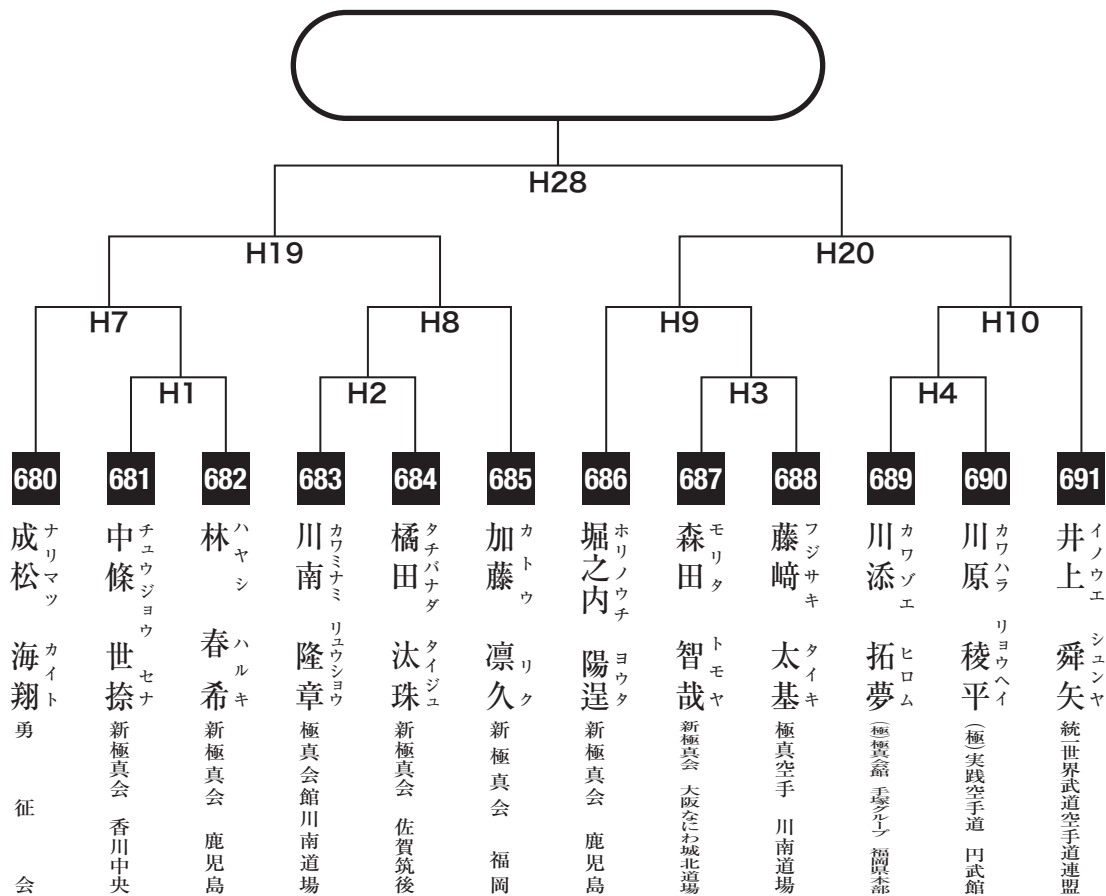 H28
H19
H20
H7
H8
H9
H10
H1
H2
H3
H4
680
681
682
683
684
685
686
687
688
689
690
691
成松 海翔
ナリマツ カイト
勇征会
中條 世捺
チュウジョウ セナ
新極真会 香川中央
林 春希
ハヤシ ハルキ
新極真会 鹿児島
川南 隆章
カワミナミ リュウショウ
極真会館川南道場
橘田 汰珠
タチバナダ タイジュ
新極真会 佐賀筑後
加藤 凛久
カトウ リク
新極真会 福岡
堀之内 陽逞
ホリノウチ ヨウタ
新極真会 鹿児島
森田 智哉
モリタ トモヤ
新極真会 大阪なにわ城北道場
藤﨑 太基
フジサキ タイキ
極真空手 川南道場
川添 拓夢
カワゾエ ヒロム
(極)極真会館 手塚グループ 福岡県本部
川原 稜平
カワハラ リョウヘイ
(極)実践空手道 円武館
井上 舜矢
イノウエ シュンヤ
統一世界武道空手道連盟